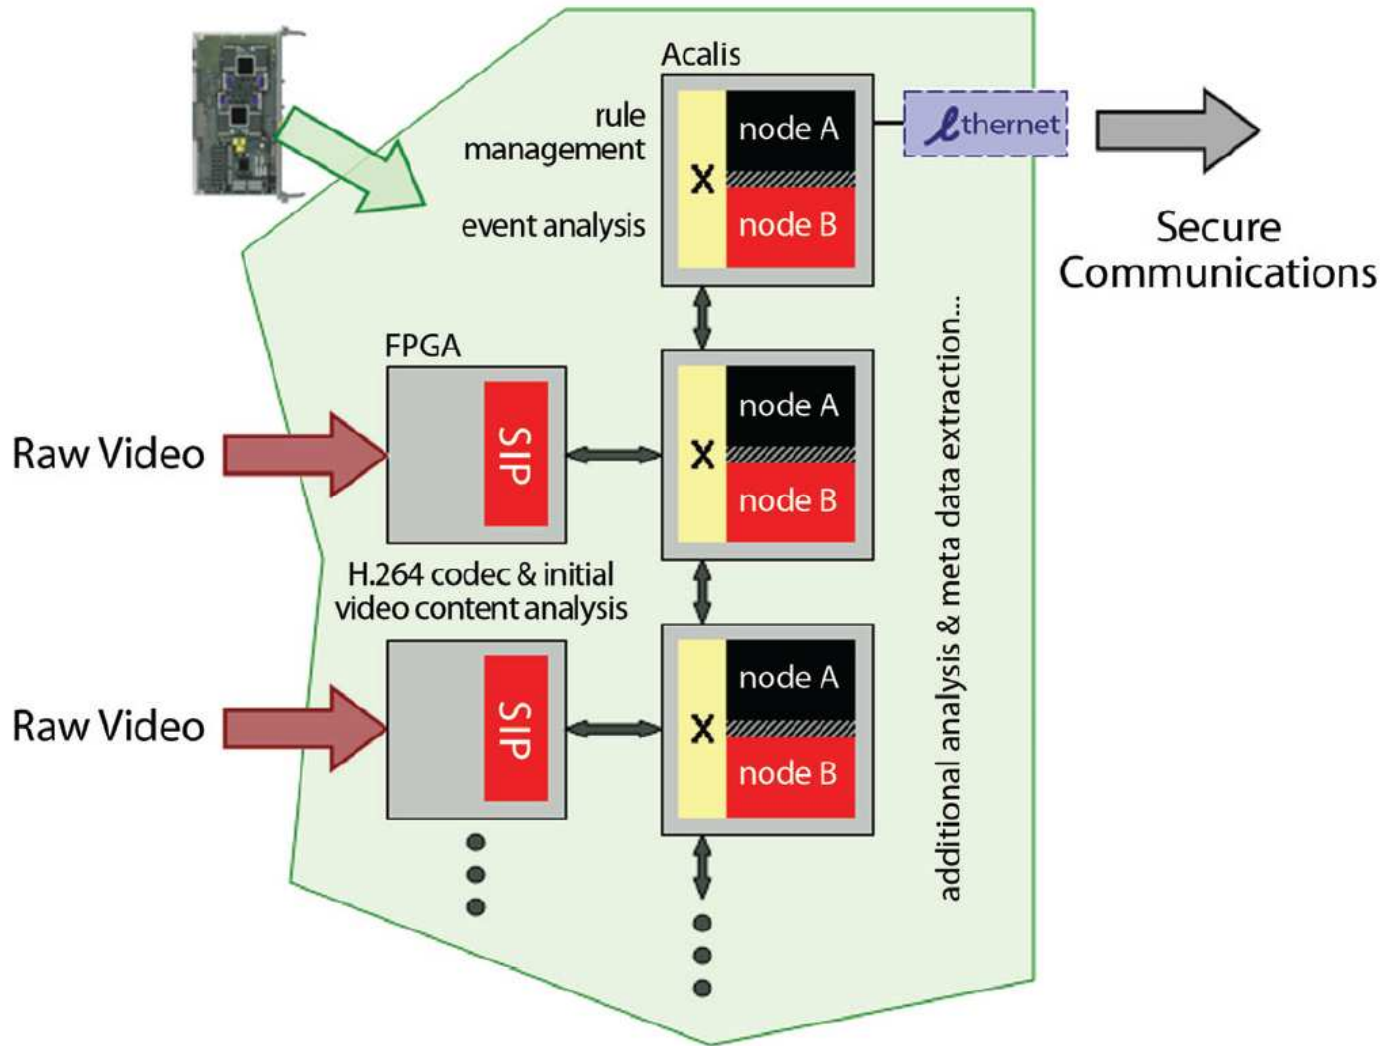 Acalis
rule
management
event analysis
X
node A
node B
ethernet
Secure
Communications
FPGA
Raw Video
SIP
X
node A
node B
H.264 codec & initial
video content analysis
Raw Video
SIP
X
node A
node B
additional analysis & meta data extraction...